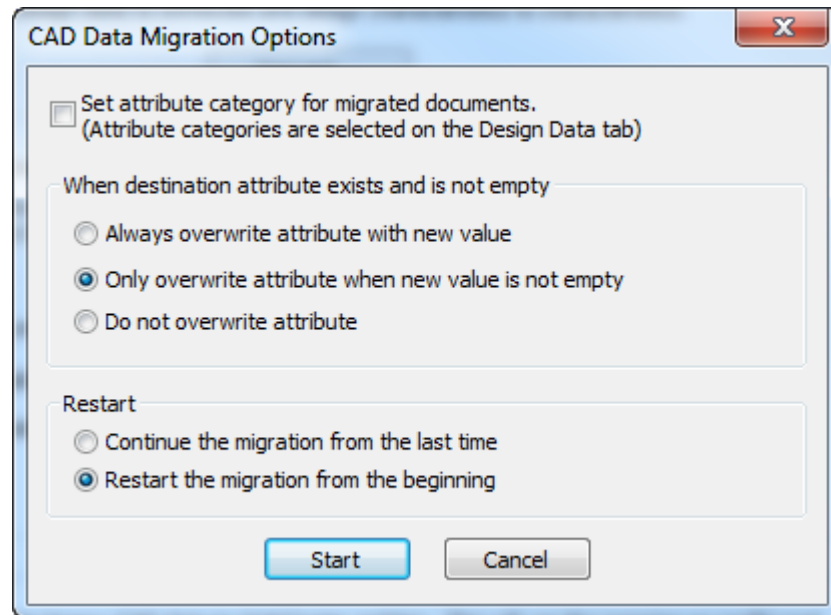 CAD Data Migration Options
Set attribute category for migrated documents.
(Attribute categories are selected on the Design Data tab)
When destination attribute exists and is not empty
Always overwrite attribute with new value
Only overwrite attribute when new value is not empty
Do not overwrite attribute
Restart
Continue the migration from the last time
Restart the migration from the beginning
Start Cancel